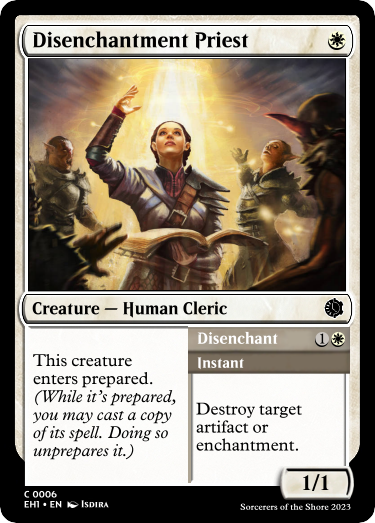 Disenchantment Priest
Creature — Human Cleric
This creature
enters prepared.
(While it's prepared,
you may cast a copy
of its spell. Doing so
unprepares it.)
Disenchant 1
Instant
Destroy target
artifact or
enchantment.
1/1
C 0006
EH1 • EN Isdira
Sorcerers of the Shore 2023